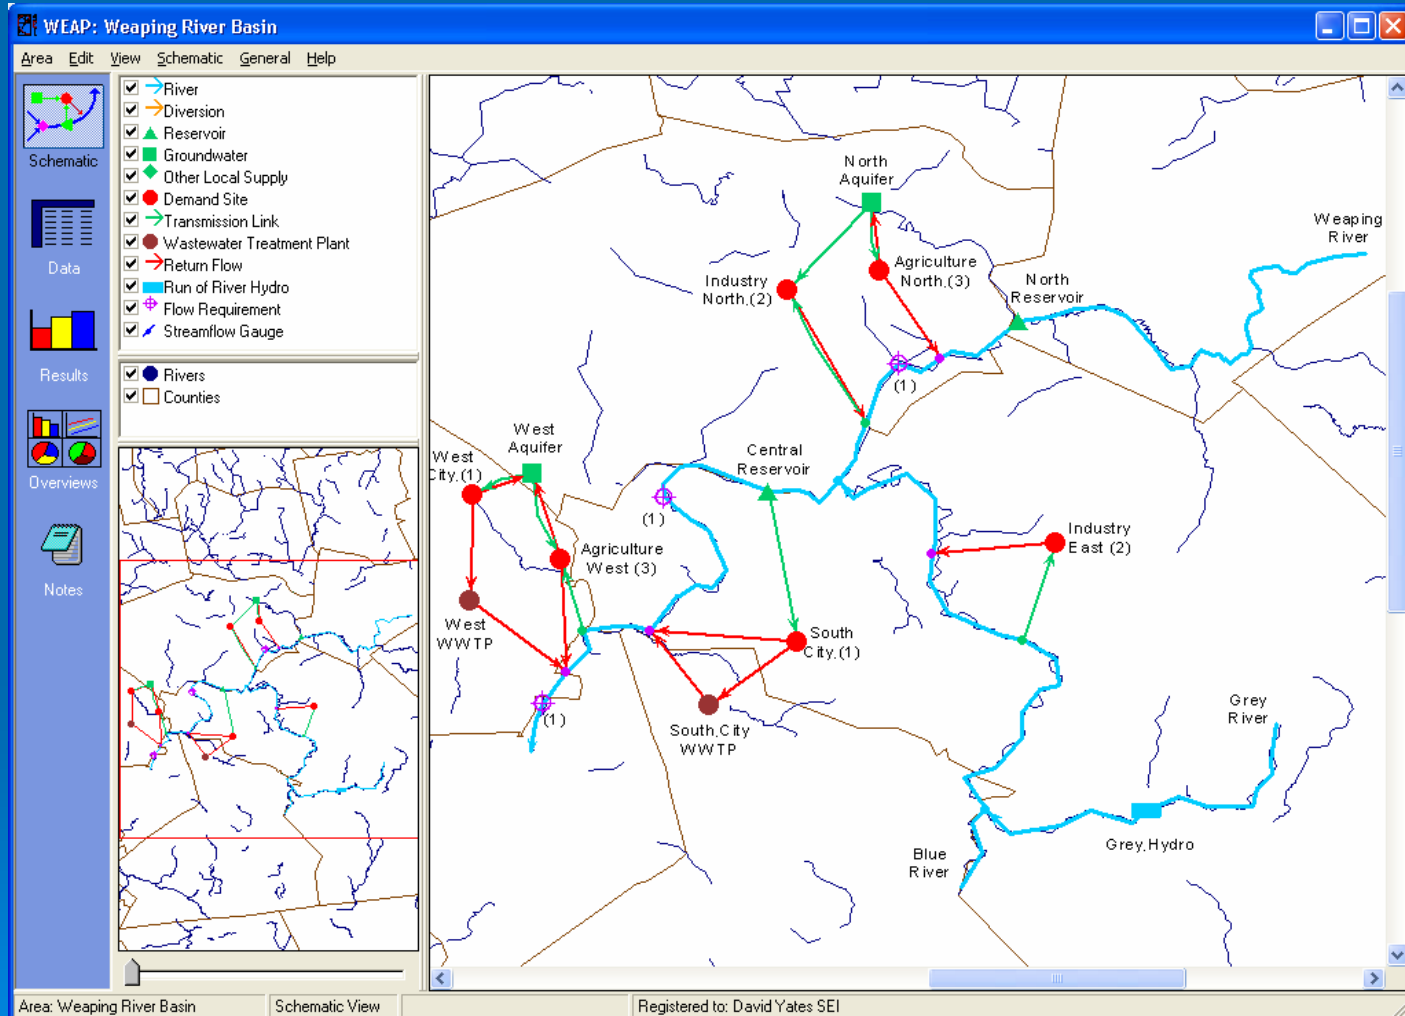 WEAP: Weaping River Basin
Area Edit View Schematic General Help
Schematic
Data
Results
Overviews
Notes
River
Diversion
Reservoir
Groundwater
Other Local Supply
Demand Site
Transmission Link
Wastewater Treatment Plant
Return Flow
Run of River Hydro
Flow Requirement
Streamflow Gauge
Rivers
Counties
North
Aquifer
Weaping
River
Industry
North,(2)
Agriculture
North,(3)
North
Reservoir
(1)
West
Aquifer
West
City,(1)
Central
Reservoir
(1)
Agriculture
West (3)
Industry
East (2)
West
WWTP
South
City,(1)
(1)
South,City
WWTP
Grey
River
Grey,Hydro
Blue
River
Area: Weaping River Basin
Schematic View
Registered to: David Yates SEI